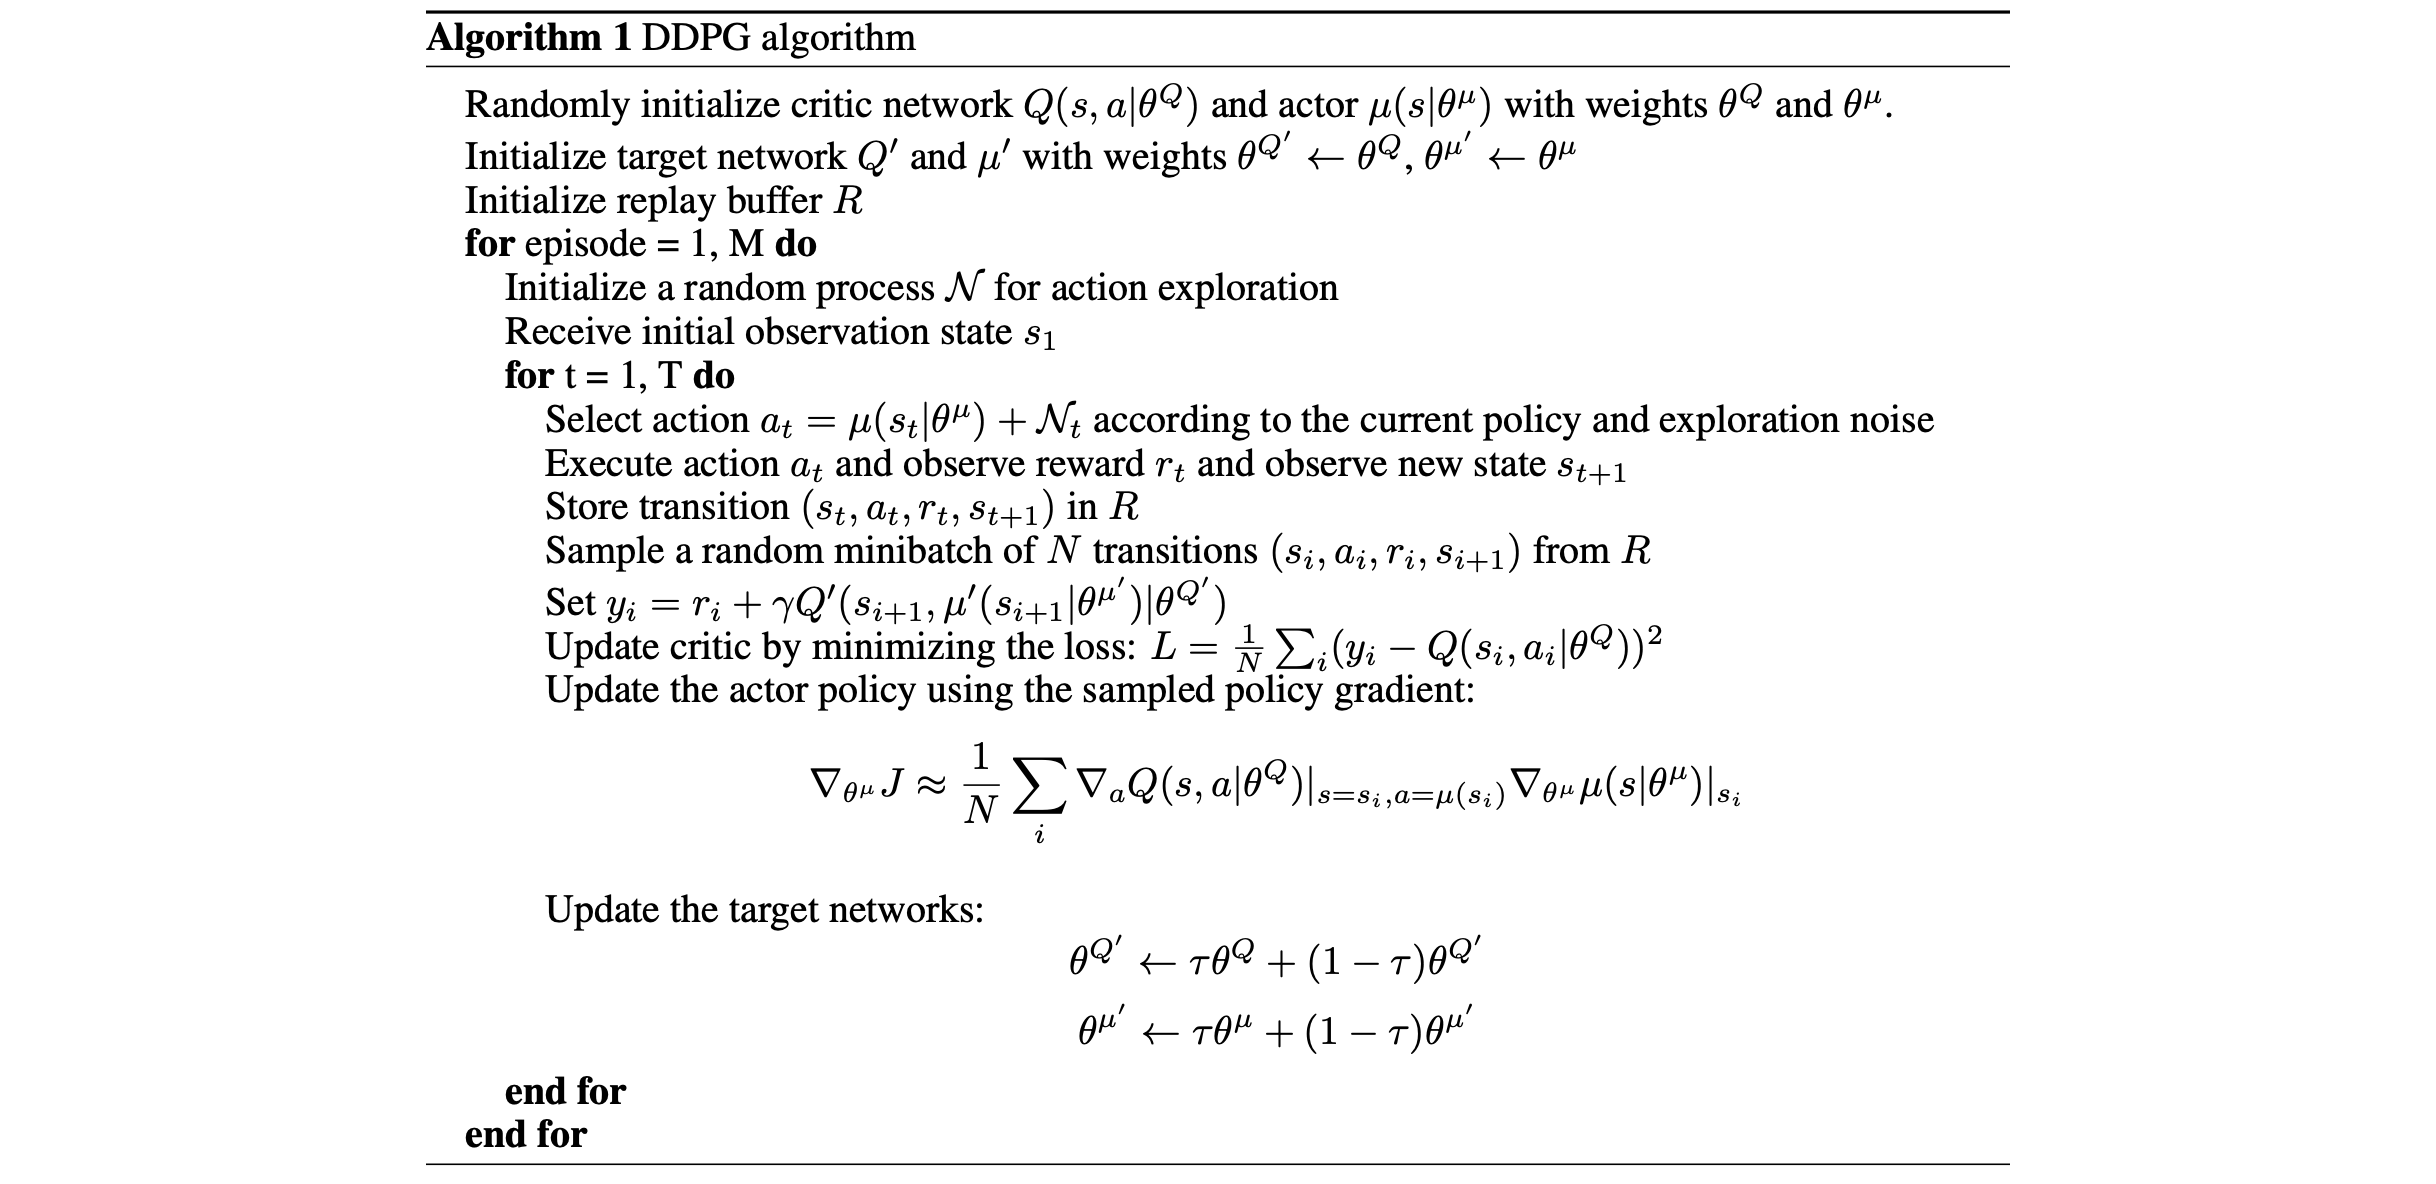 Algorithm 1 DDPG algorithm
Randomly initialize critic network $Q(s, a|\theta^Q)$ and actor $\mu(s|\theta^\mu)$ with weights $\theta^Q$ and $\theta^\mu$.
Initialize target network $Q'$ and $\mu'$ with weights $\theta^{Q'} \leftarrow \theta^Q$, $\theta^{\mu'} \leftarrow \theta^\mu$
Initialize replay buffer $R$
for episode = 1, M do
Initialize a random process $\mathcal{N}$ for action exploration
Receive initial observation state $s_1$
for t = 1, T do
Select action $a_t = \mu(s_t|\theta^\mu) + \mathcal{N}_t$ according to the current policy and exploration noise
Execute action $a_t$ and observe reward $r_t$ and observe new state $s_{t+1}$
Store transition $(s_t, a_t, r_t, s_{t+1})$ in $R$
Sample a random minibatch of $N$ transitions $(s_i, a_i, r_i, s_{i+1})$ from $R$
Set $y_i = r_i + \gamma Q'(s_{i+1}, \mu'(s_{i+1}|\theta^{\mu'})|\theta^{Q'})$
Update critic by minimizing the loss: $L = \frac{1}{N} \sum_i (y_i - Q(s_i, a_i|\theta^Q))^2$
Update the actor policy using the sampled policy gradient:
$\nabla_{\theta^\mu} J \approx \frac{1}{N} \sum_i \nabla_a Q(s, a|\theta^Q)|_{s=s_i, a=\mu(s_i)} \nabla_{\theta^\mu} \mu(s|\theta^\mu)|_{s_i}$
Update the target networks:
$\theta^{Q'} \leftarrow \tau\theta^Q + (1 - \tau)\theta^{Q'}$
$\theta^{\mu'} \leftarrow \tau\theta^\mu + (1 - \tau)\theta^{\mu'}$
end for
end for